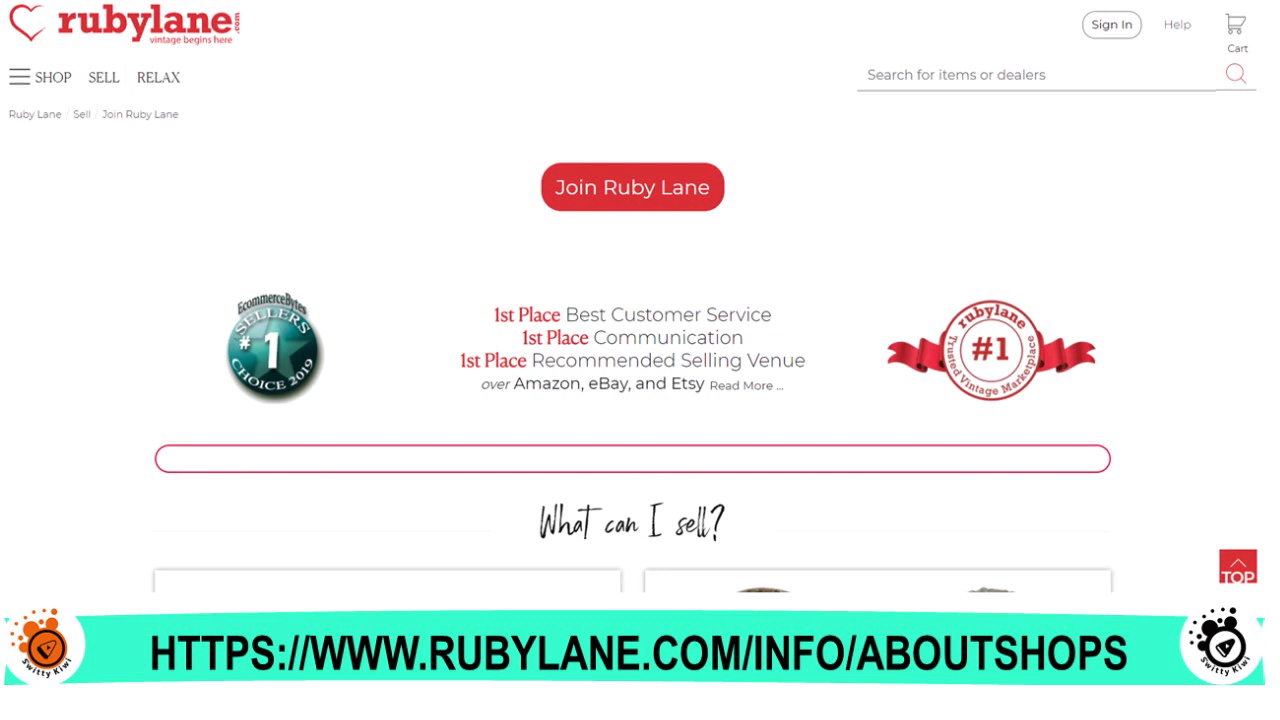 rubylane.com
vintage begins here
Sign In
Help
Cart
SHOP SELL RELAX
Search for items or dealers
Ruby Lane / Sell / Join Ruby Lane
Join Ruby Lane
EcommerceBytes
SELLERS
#1
CHOICE 2019
1st Place Best Customer Service
1st Place Communication
1st Place Recommended Selling Venue
over Amazon, eBay, and Etsy Read More ...
rubylane
#1
Trusted Vintage Marketplace
What can I sell?
TOP
Switty Kiwi
HTTPS://WWW.RUBYLANE.COM/INFO/ABOUTSHOPS
Switty Kiwi